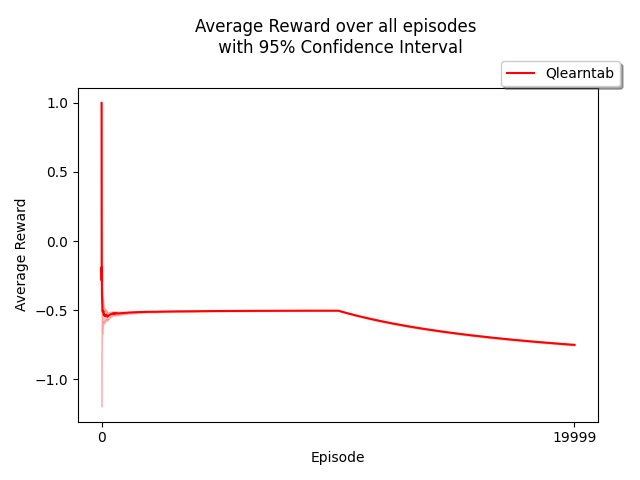 Average Reward over all episodes
with 95% Confidence Interval
Qlearntab
1.0
0.5
0.0
−0.5
−1.0
Average Reward
0
19999
Episode